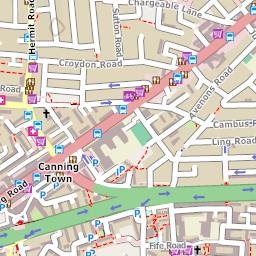 Chargeable Lane
Sutton Road
Hermit Road
Croydon Road
Avenons Road
Cambus R
Ling Road
Canning
Town
g Road
Fife Road
P
P
P
P